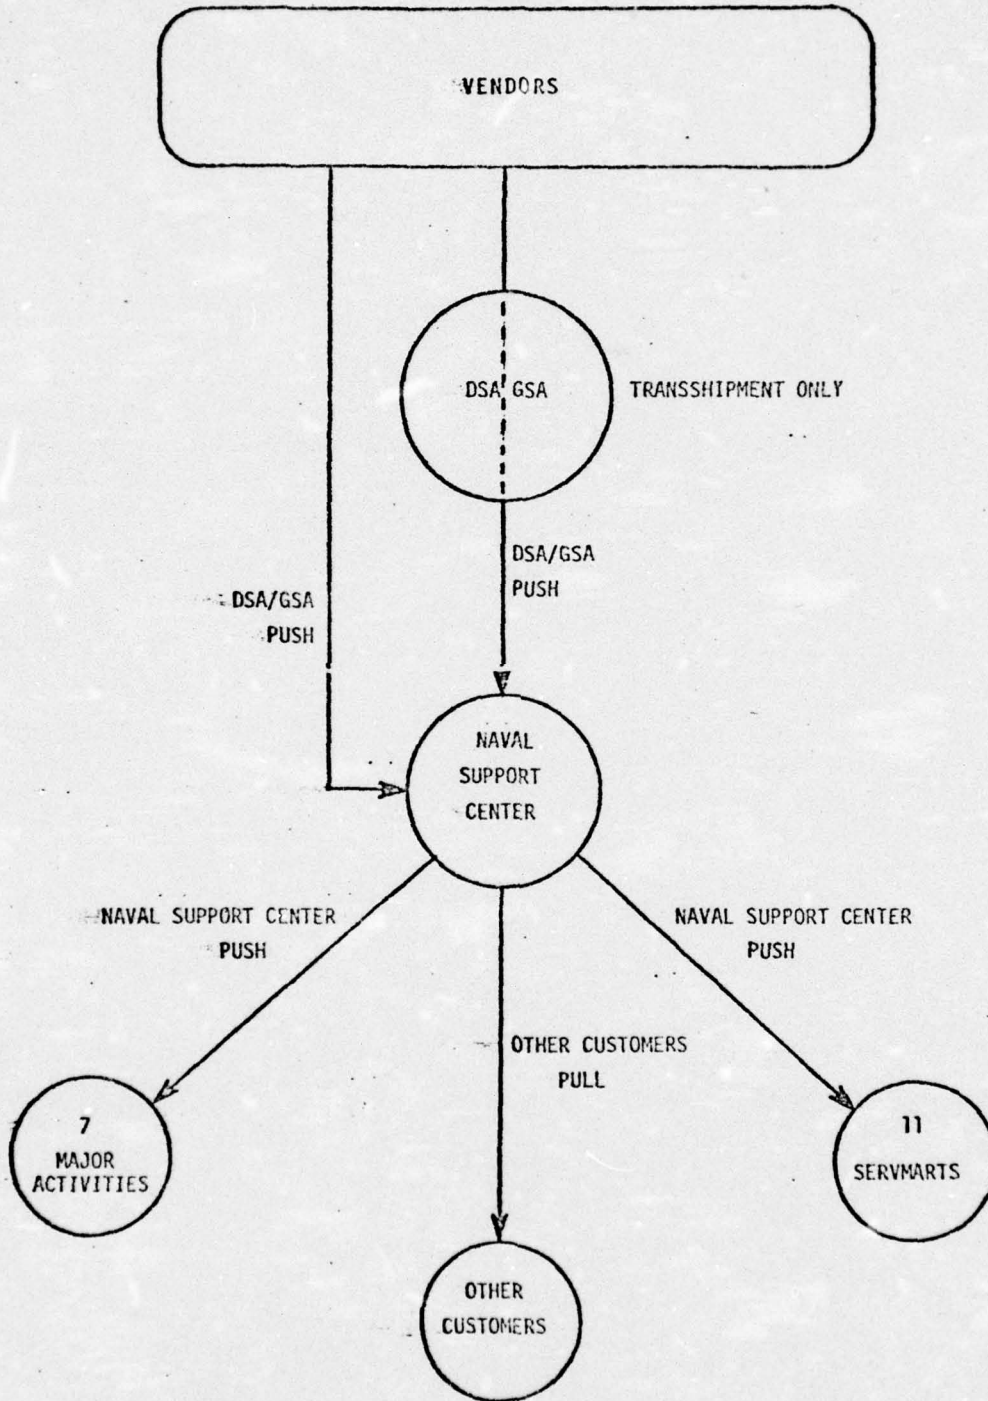 VENDORS
DSA GSA
TRANSSHIPMENT ONLY
DSA/GSA
PUSH
DSA/GSA
PUSH
NAVAL
SUPPORT
CENTER
NAVAL SUPPORT CENTER
PUSH
NAVAL SUPPORT CENTER
PUSH
OTHER CUSTOMERS
PULL
7
MAJOR
ACTIVITIES
11
SERVMARTS
OTHER
CUSTOMERS